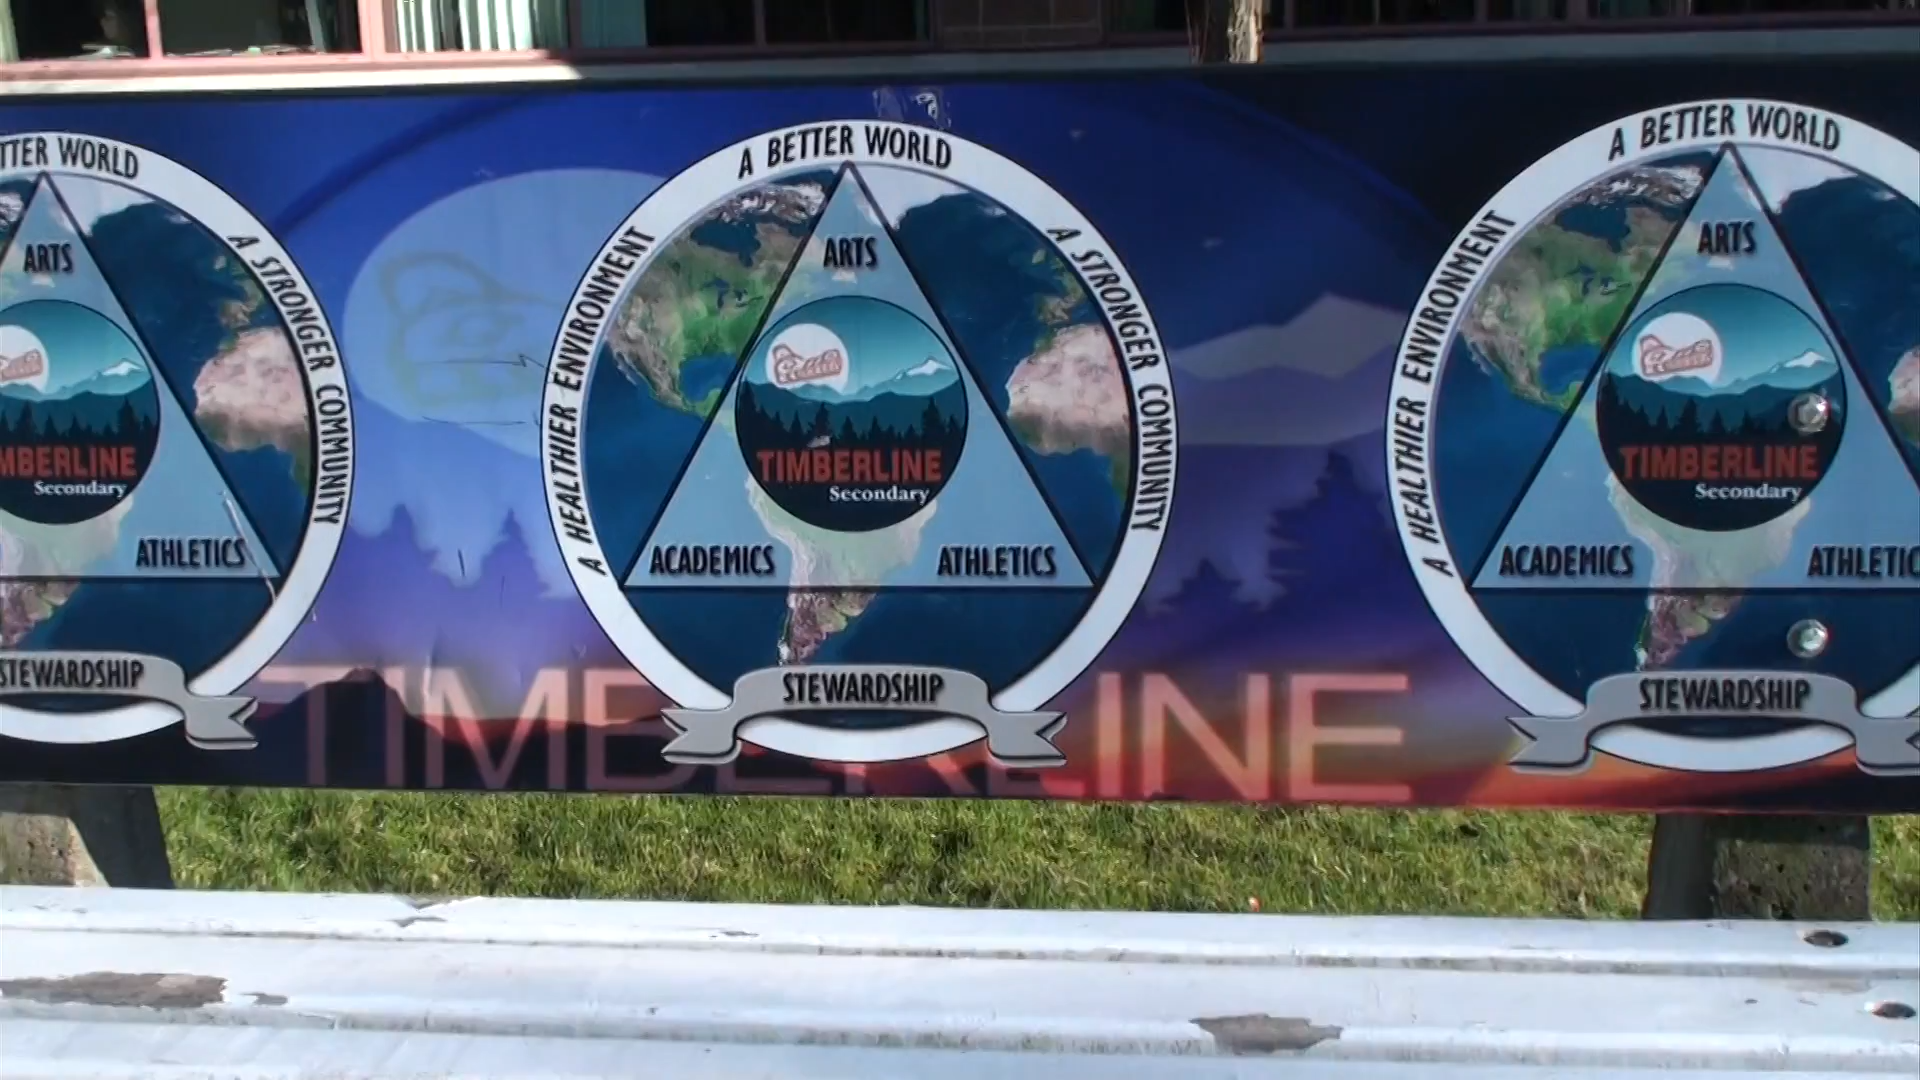 TTER WORLD
A STRONGER COMMUNITY
ARTS
MBERLINE
Secondary
ATHLETICS
STEWARDSHIP
A BETTER WORLD
A HEALTHIER ENVIRONMENT
A STRONGER COMMUNITY
ARTS
TIMBERLINE
Secondary
ACADEMICS
ATHLETICS
STEWARDSHIP
A BETTER WORLD
A HEALTHIER ENVIRONMENT
ARTS
TIMBERLINE
Secondary
ACADEMICS
ATHLETIC
STEWARDSHIP
TIMBERLINE